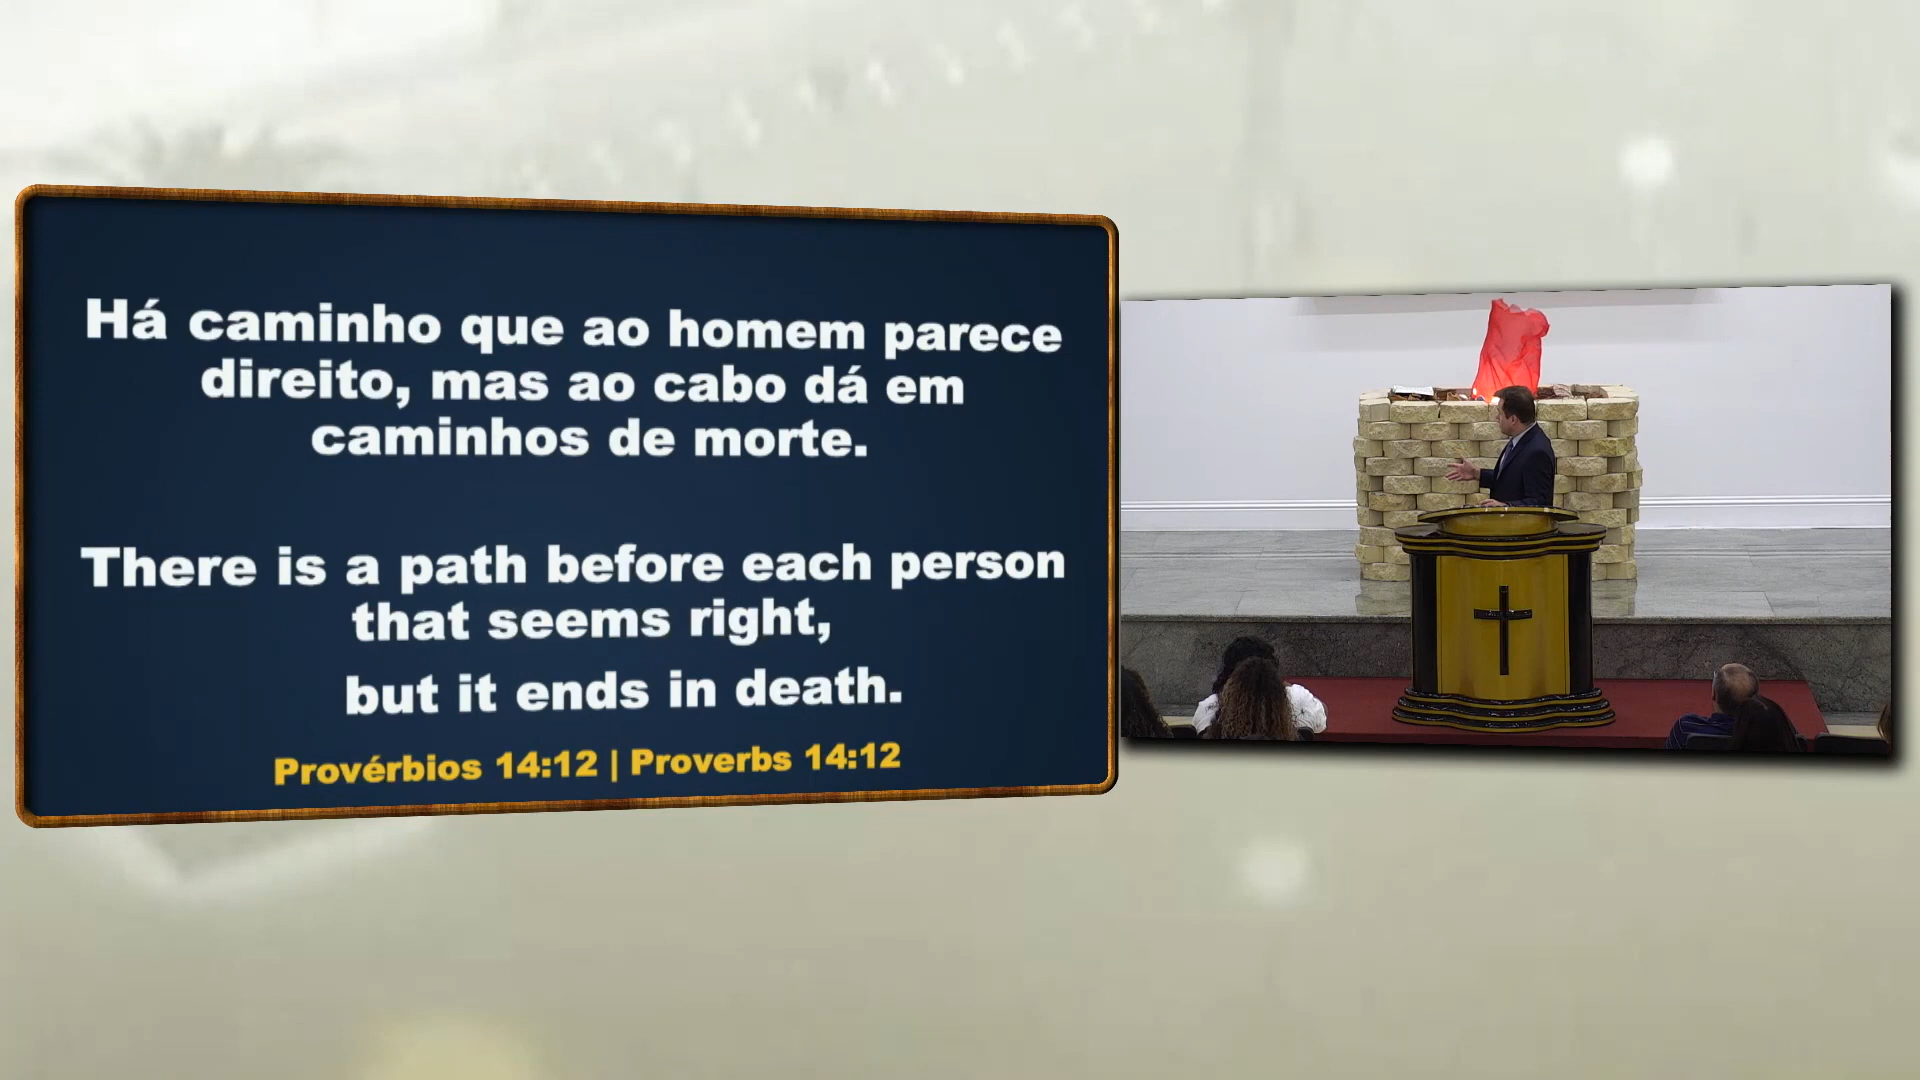 Há caminho que ao homem parece
direito, mas ao cabo dá em
caminhos de morte.
There is a path before each person
that seems right,
but it ends in death.
Provérbios 14:12 | Proverbs 14:12